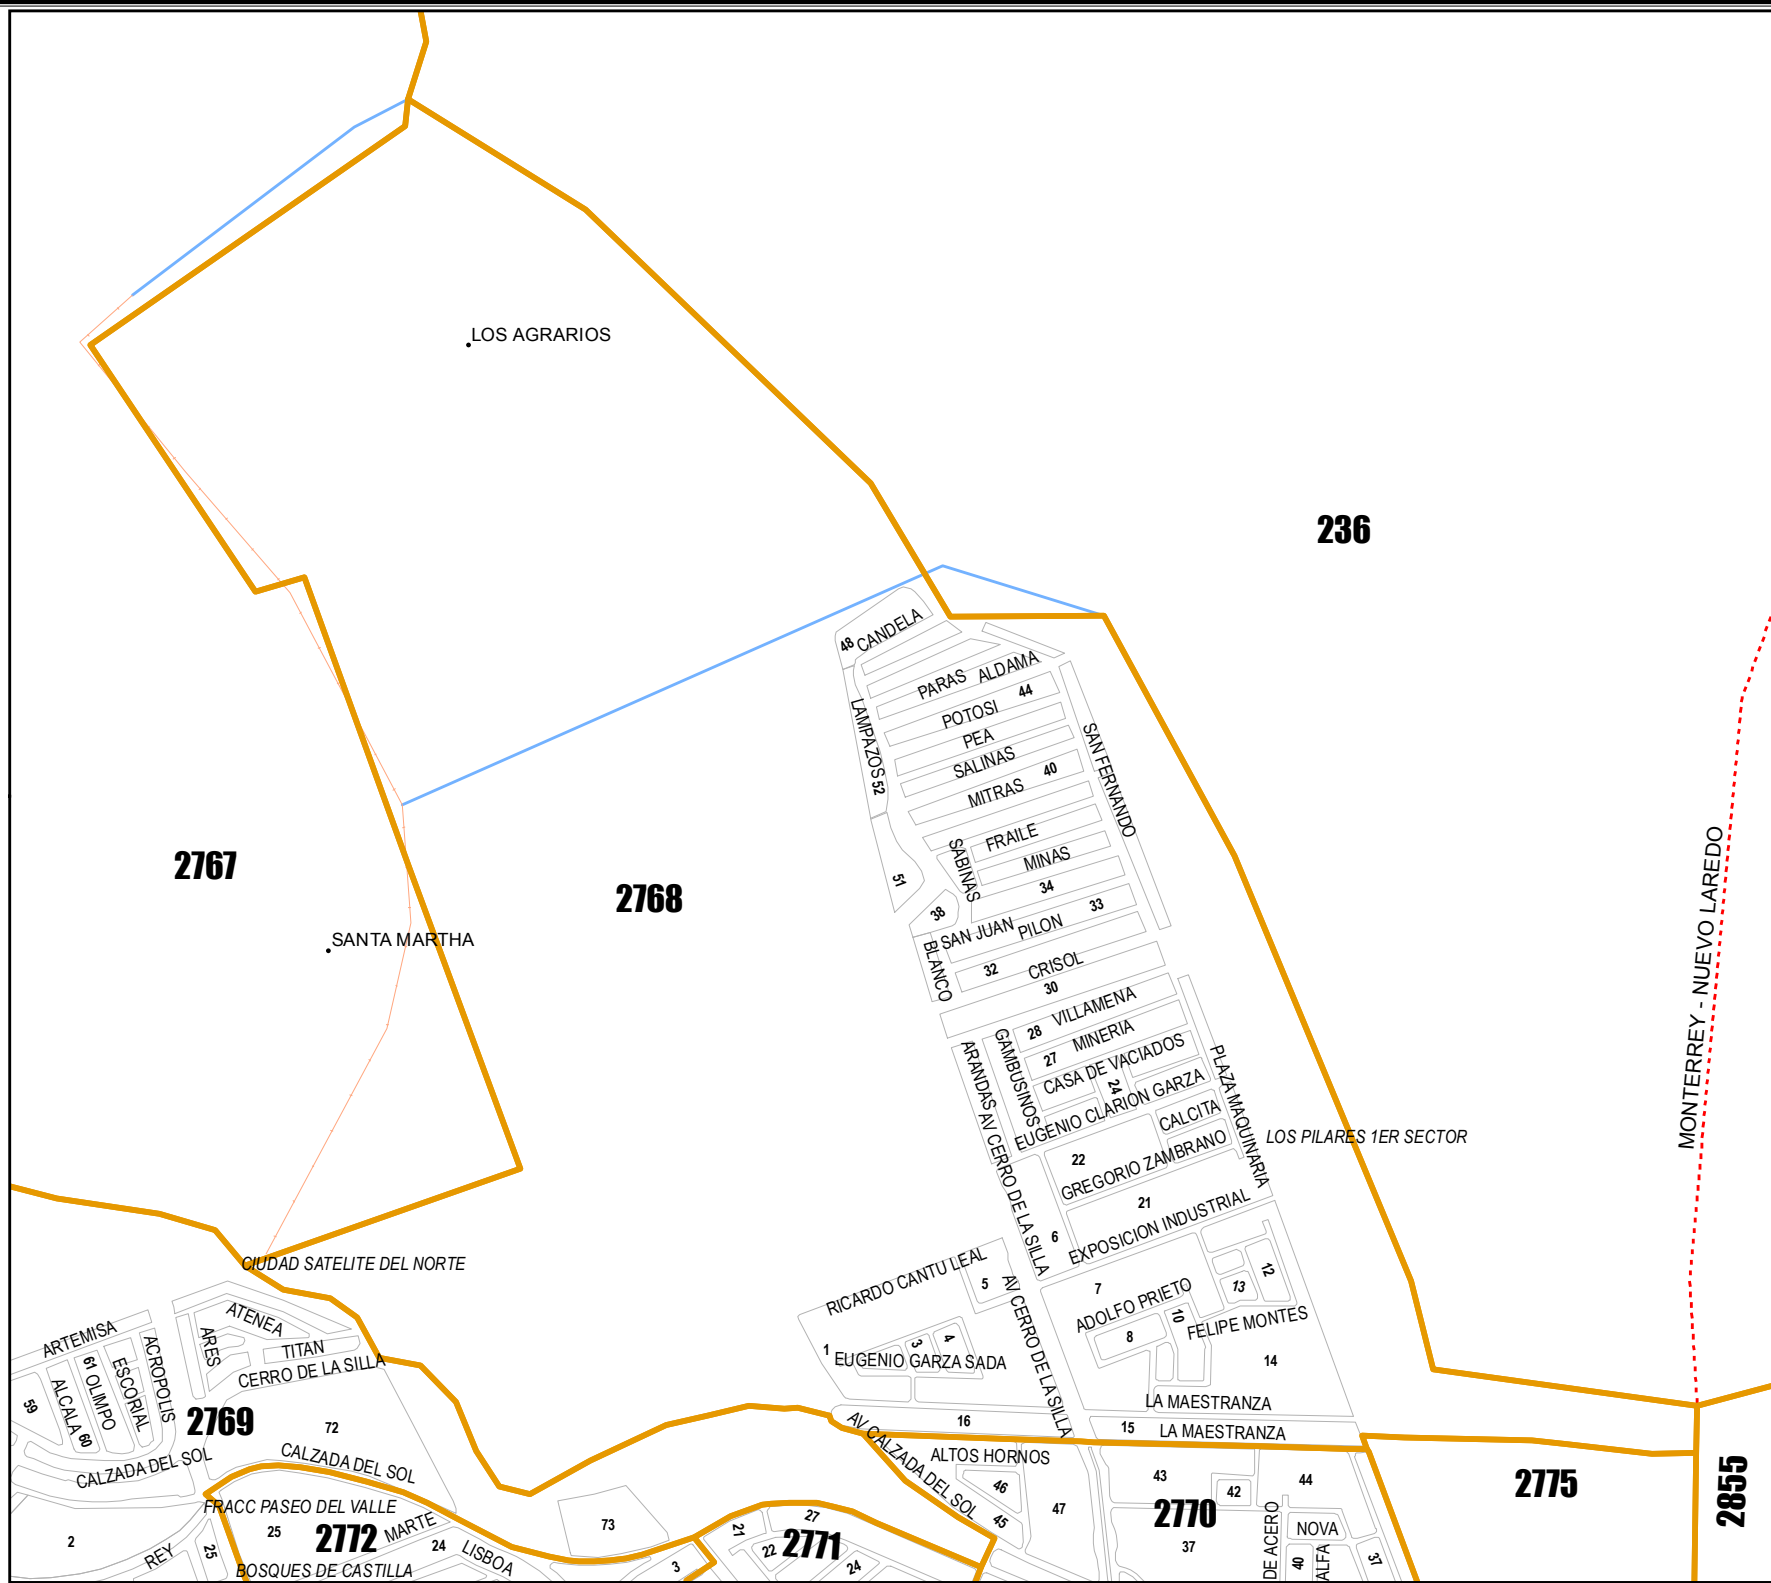 LOS AGRARIOS
236
48
CANDELA
PARAS
ALDAMA
44
POTOSI
PEA
SALINAS
40
MITRAS
LAMPAZOS
52
SAN FERNANDO
FRAILE
MINAS
SABINAS
34
33
51
38
SAN JUAN
PILON
BLANCO
32
CRISOL
30
2767
2768
SANTA MARTHA
MONTERREY - NUEVO LAREDO
28
VILLAMENA
27
MINERIA
GAMBUSINOS
ARANDAS
CASA DE VACIADOS
24
EUGENIO CLARION GARZA
PLAZA MAQUINARIA
CALCITA
LOS PILARES 1ER SECTOR
22
GREGORIO ZAMBRANO
21
AV CERRO DE LA SILLA
6
EXPOSICION INDUSTRIAL
CIUDAD SATELITE DEL NORTE
RICARDO CANTU LEAL
5
AV CERRO DE LA SILLA
7
ADOLFO PRIETO
12
13
10
8
FELIPE MONTES
14
1
3
4
EUGENIO GARZA SADA
LA MAESTRANZA
16
15
LA MAESTRANZA
ARTEMISA
ATENEA
ARES
TITAN
CERRO DE LA SILLA
ACROPOLIS
ESCORIAL
61
OLIMPO
ALCALA
60
59
2769
72
CALZADA DEL SOL
CALZADA DEL SOL
AV CALZADA DEL SOL
ALTOS HORNOS
46
47
45
43
42
44
2770
37
2775
2855
FRACC PASEO DEL VALLE
25
2772
MARTE
24
LISBOA
BOSQUES DE CASTILLA
2
REY
25
73
3
21
27
22
2771
24
DE ACERO
NOVA
40
ALFA
37